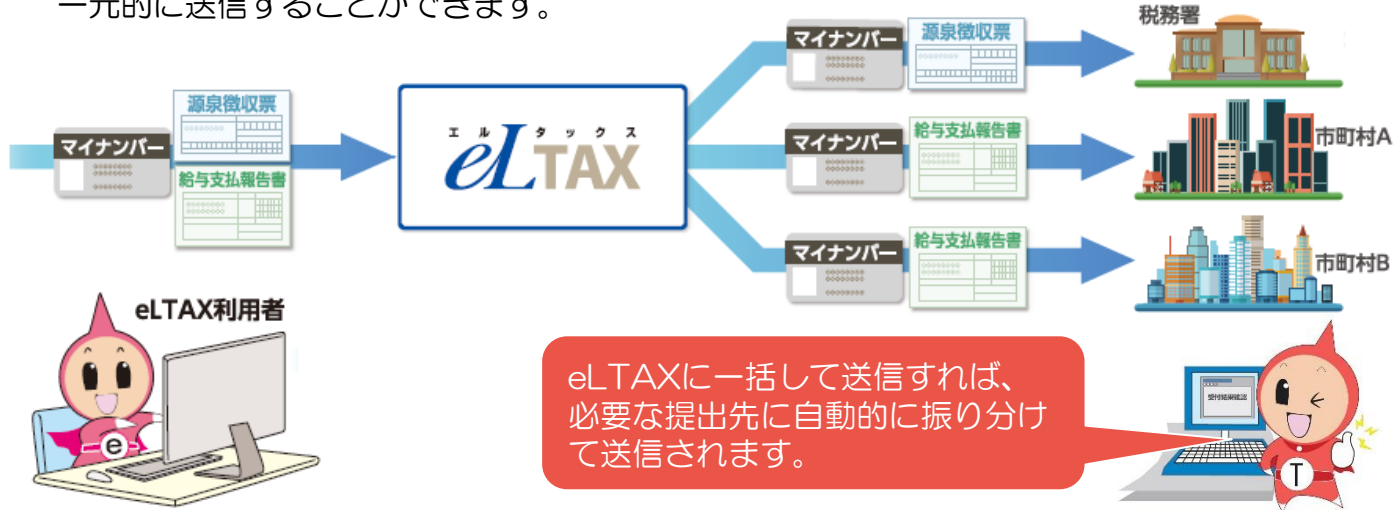 一元的に送信することができます。
税務署
マイナンバー
源泉徴収票
源泉徴収票
マイナンバー
給与支払報告書
エルタックス
eLTAX
マイナンバー
給与支払報告書
市町村A
マイナンバー
給与支払報告書
市町村B
eLTAX利用者
eLTAXに一括して送信すれば、
必要な提出先に自動的に振り分け
て送信されます。
受付結果確認
e
T